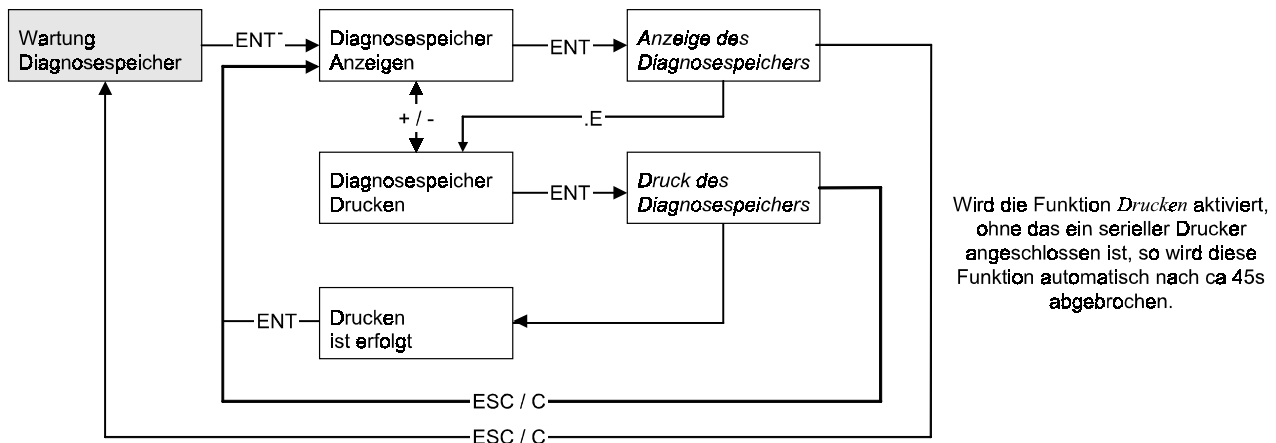 Wartung
Diagnosespeicher
ENT
Diagnosespeicher
Anzeigen
ENT
Anzeige des
Diagnosespeichers
+ / -
.E
Diagnosespeicher
Drucken
ENT
Druck des
Diagnosespeichers
Wird die Funktion Drucken aktiviert,
ohne das ein serieller Drucker
angeschlossen ist, so wird diese
Funktion automatisch nach ca 45s
abgebrochen.
ENT
Drucken
ist erfolgt
ESC / C
ESC / C